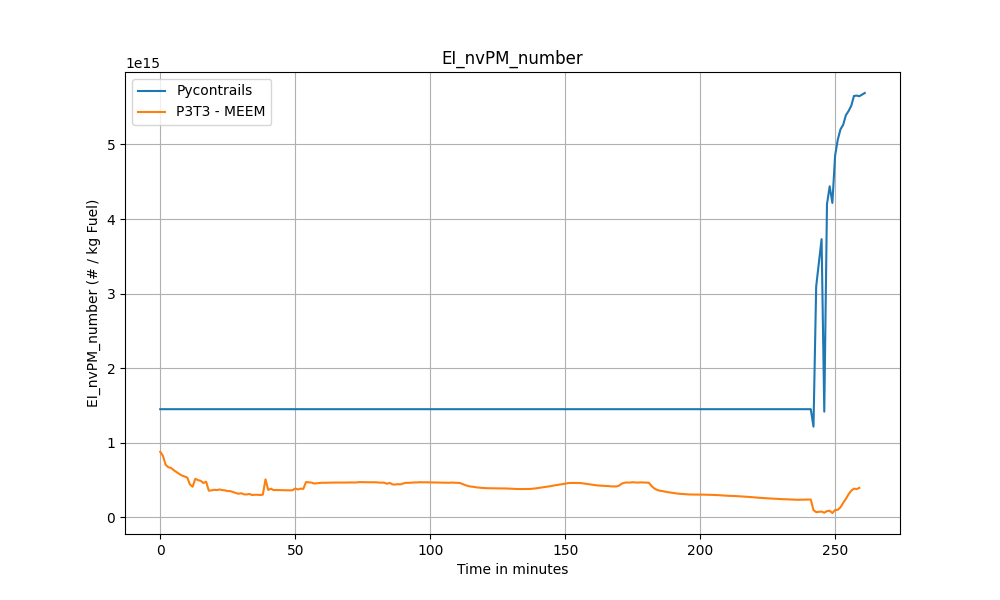 EI_nvPM_number
1e15
Pycontrails
P3T3 - MEEM
5
4
3
2
1
0
EI_nvPM_number (# / kg Fuel)
0 50 100 150 200 250
Time in minutes